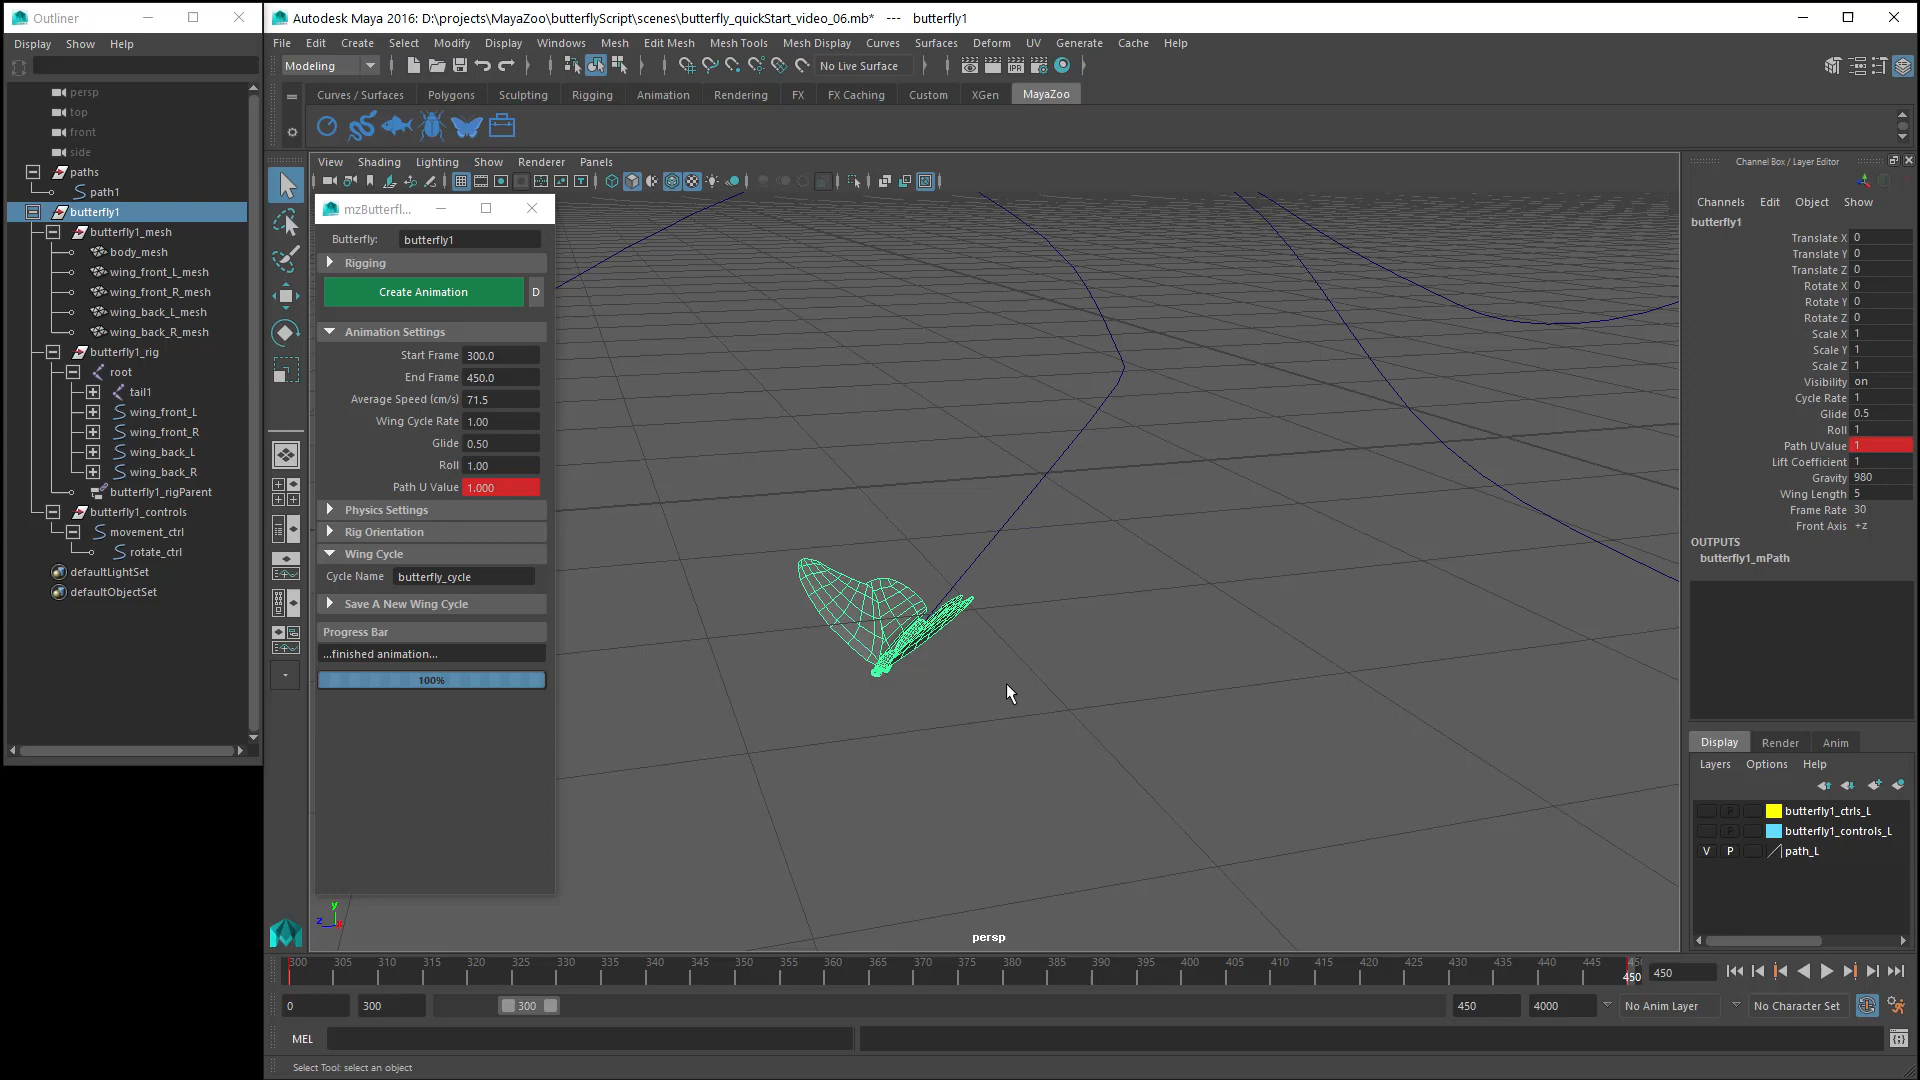 Outliner
Display Show Help
persp
top
front
side
paths
path1
butterfly1
butterfly1_mesh
body_mesh
wing_front_L_mesh
wing_front_R_mesh
wing_back_L_mesh
wing_back_R_mesh
butterfly1_rig
root
tail1
wing_front_L
wing_front_R
wing_back_L
wing_back_R
butterfly1_rigParent
butterfly1_controls
movement_ctrl
rotate_ctrl
defaultLightSet
defaultObjectSet
Autodesk Maya 2016: D:\projects\MayaZoo\butterflyScript\scenes\butterfly_quickStart_video_06.mb* --- butterfly1
File Edit Create Select Modify Display Windows Mesh Edit Mesh Mesh Tools Mesh Display Curves Surfaces Deform UV Generate Cache Help
Modeling No Live Surface
Curves / Surfaces Polygons Sculpting Rigging Animation Rendering FX FX Caching Custom XGen MayaZoo
View Shading Lighting Show Renderer Panels
mzButterfl...
Butterfly: butterfly1
Rigging
Create Animation D
Animation Settings
Start Frame 300.0
End Frame 450.0
Average Speed (cm/s) 71.5
Wing Cycle Rate 1.00
Glide 0.50
Roll 1.00
Path U Value 1.000
Physics Settings
Rig Orientation
Wing Cycle
Cycle Name butterfly_cycle
Save A New Wing Cycle
Progress Bar
...finished animation...
100%
y
z x
persp
Channel Box / Layer Editor
Channels Edit Object Show
butterfly1
Translate X 0
Translate Y 0
Translate Z 0
Rotate X 0
Rotate Y 0
Rotate Z 0
Scale X 1
Scale Y 1
Scale Z 1
Visibility on
Cycle Rate 1
Glide 0.5
Roll 1
Path UValue 1
Lift Coefficient 1
Gravity 980
Wing Length 5
Frame Rate 30
Front Axis +z
OUTPUTS
butterfly1_mPath
Display Render Anim
Layers Options Help
R butterfly1_ctrls_L
R butterfly1_controls_L
V P path_L
300 305 310 315 320 325 330 335 340 345 350 355 360 365 370 375 380 385 390 395 400 405 410 415 420 425 430 435 440 445 450
450
0 300 300 450 4000 No Anim Layer No Character Set
MEL
Select Tool: select an object